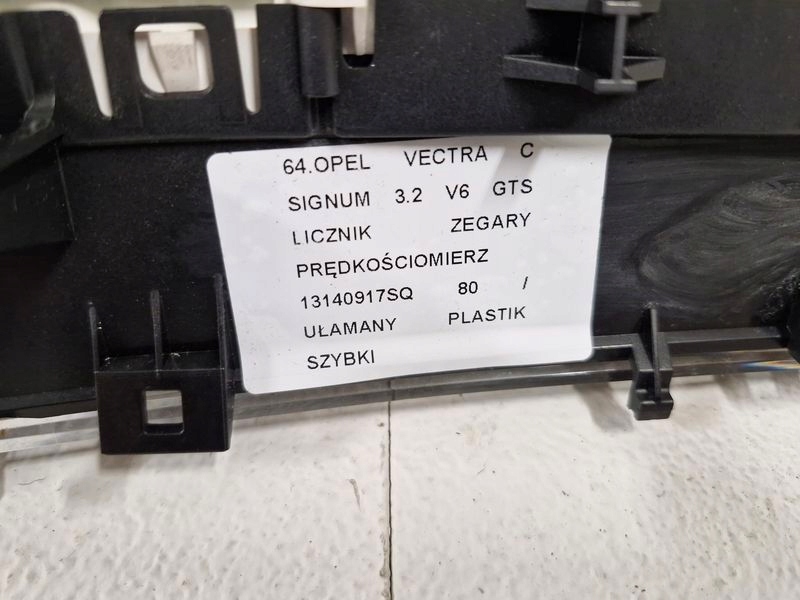 64.OPEL VECTRA C
SIGNUM 3.2 V6 GTS
LICZNIK ZEGARY
PRĘDKOŚCIOMIERZ
13140917SQ 80 /
UŁAMANY PLASTIK
SZYBKI